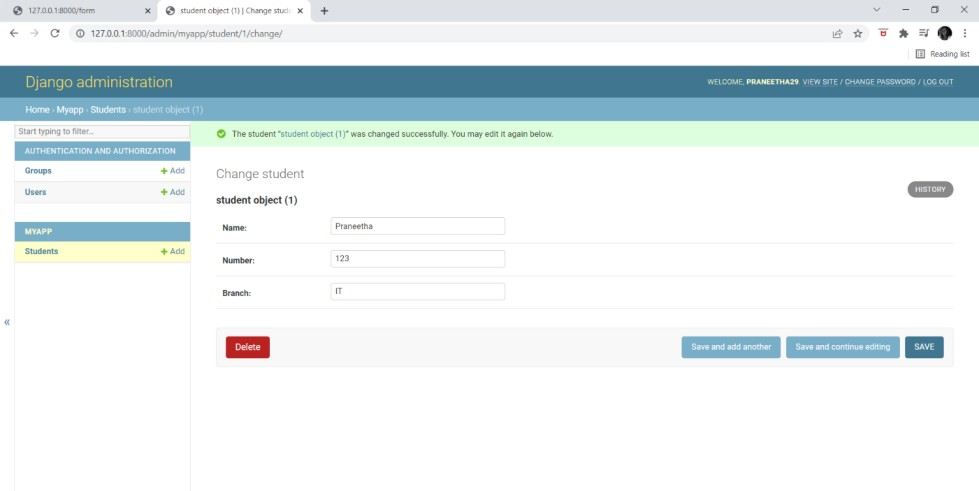 127.0.0.1:8000/form
student object (1) | Change stude
127.0.0.1:8000/admin/myapp/student/1/change/
Reading list
Django administration
WELCOME, PRANEETHA29. VIEW SITE / CHANGE PASSWORD / LOG OUT
Home › Myapp › Students › student object (1)
Start typing to filter...
The student "student object (1)" was changed successfully. You may edit it again below.
AUTHENTICATION AND AUTHORIZATION
Groups + Add
Users + Add
MYAPP
Students + Add
«
Change student
HISTORY
student object (1)
Name: Praneetha
Number: 123
Branch: IT
Delete
Save and add another
Save and continue editing
SAVE